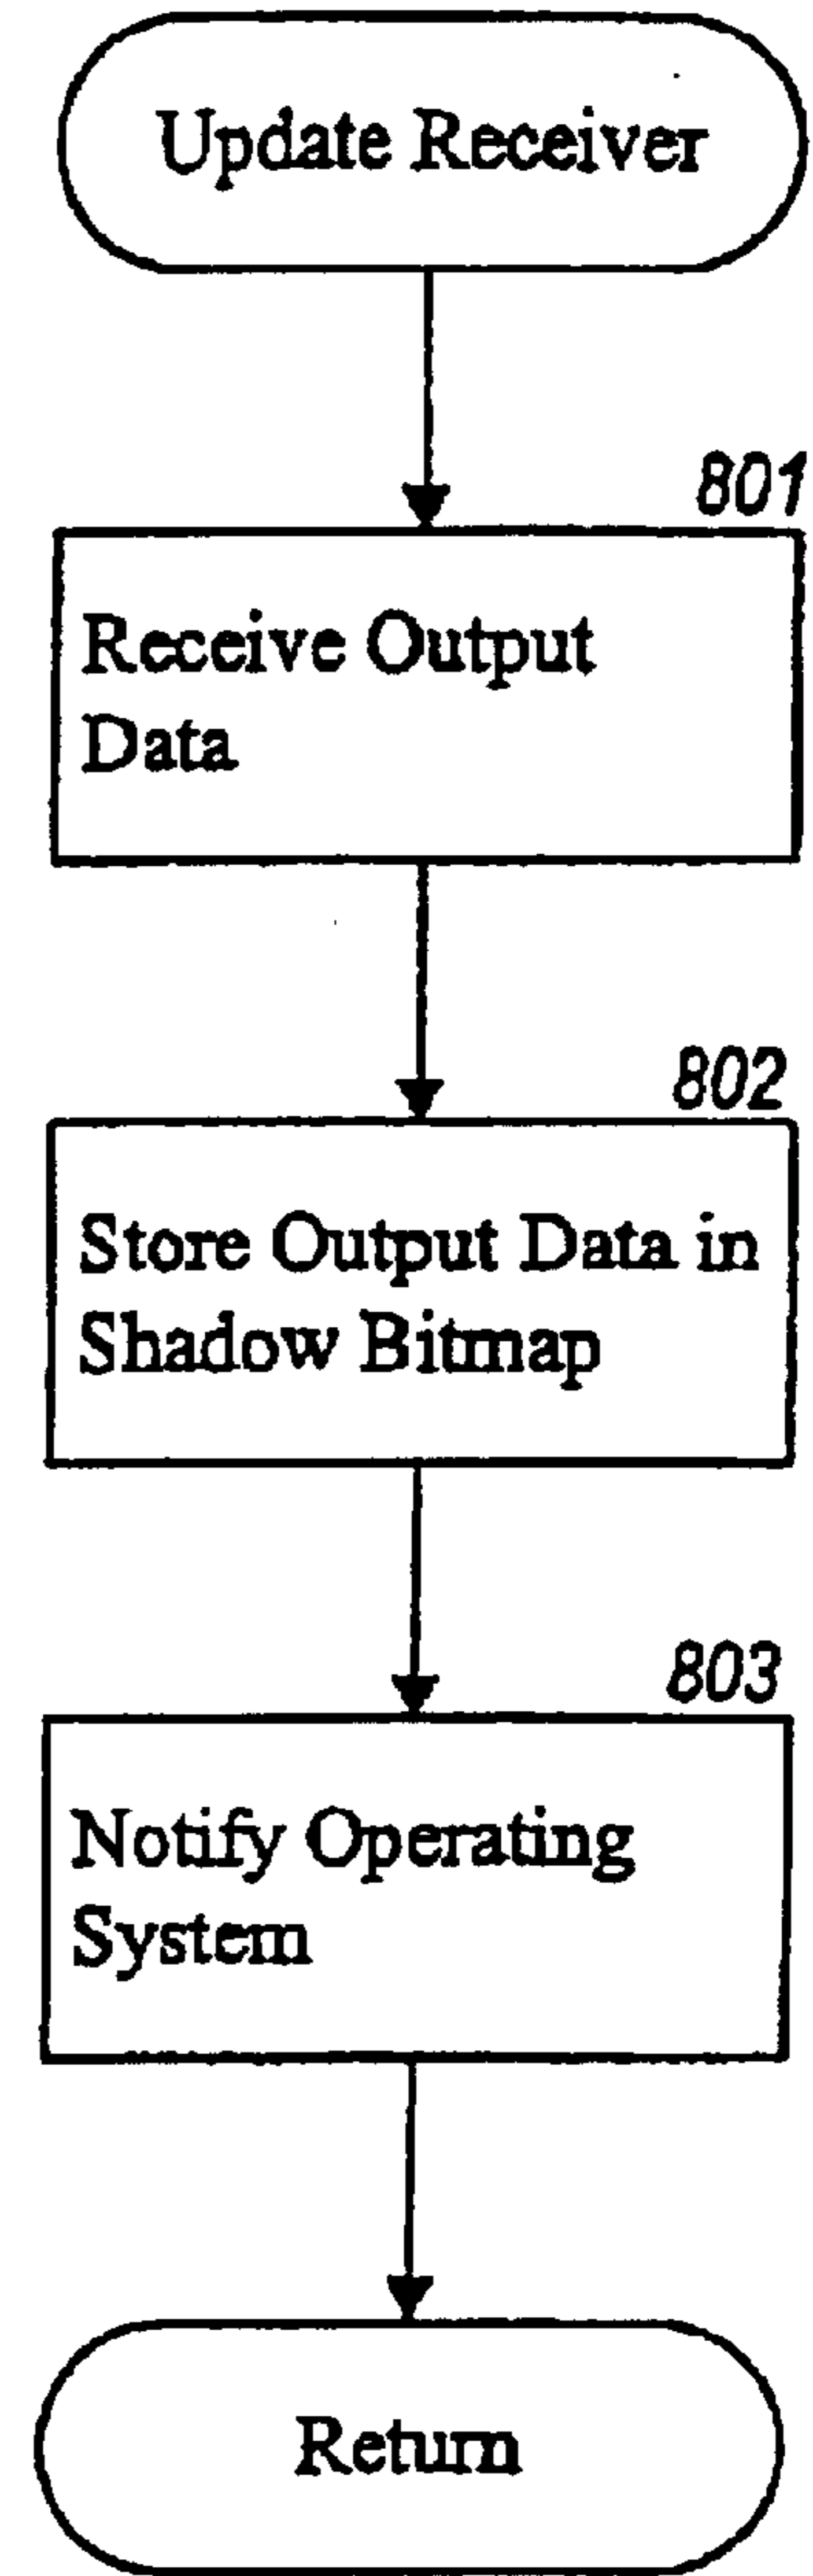 Update Receiver
801
Receive Output
Data
802
Store Output Data in
Shadow Bitmap
803
Notify Operating
System
Return